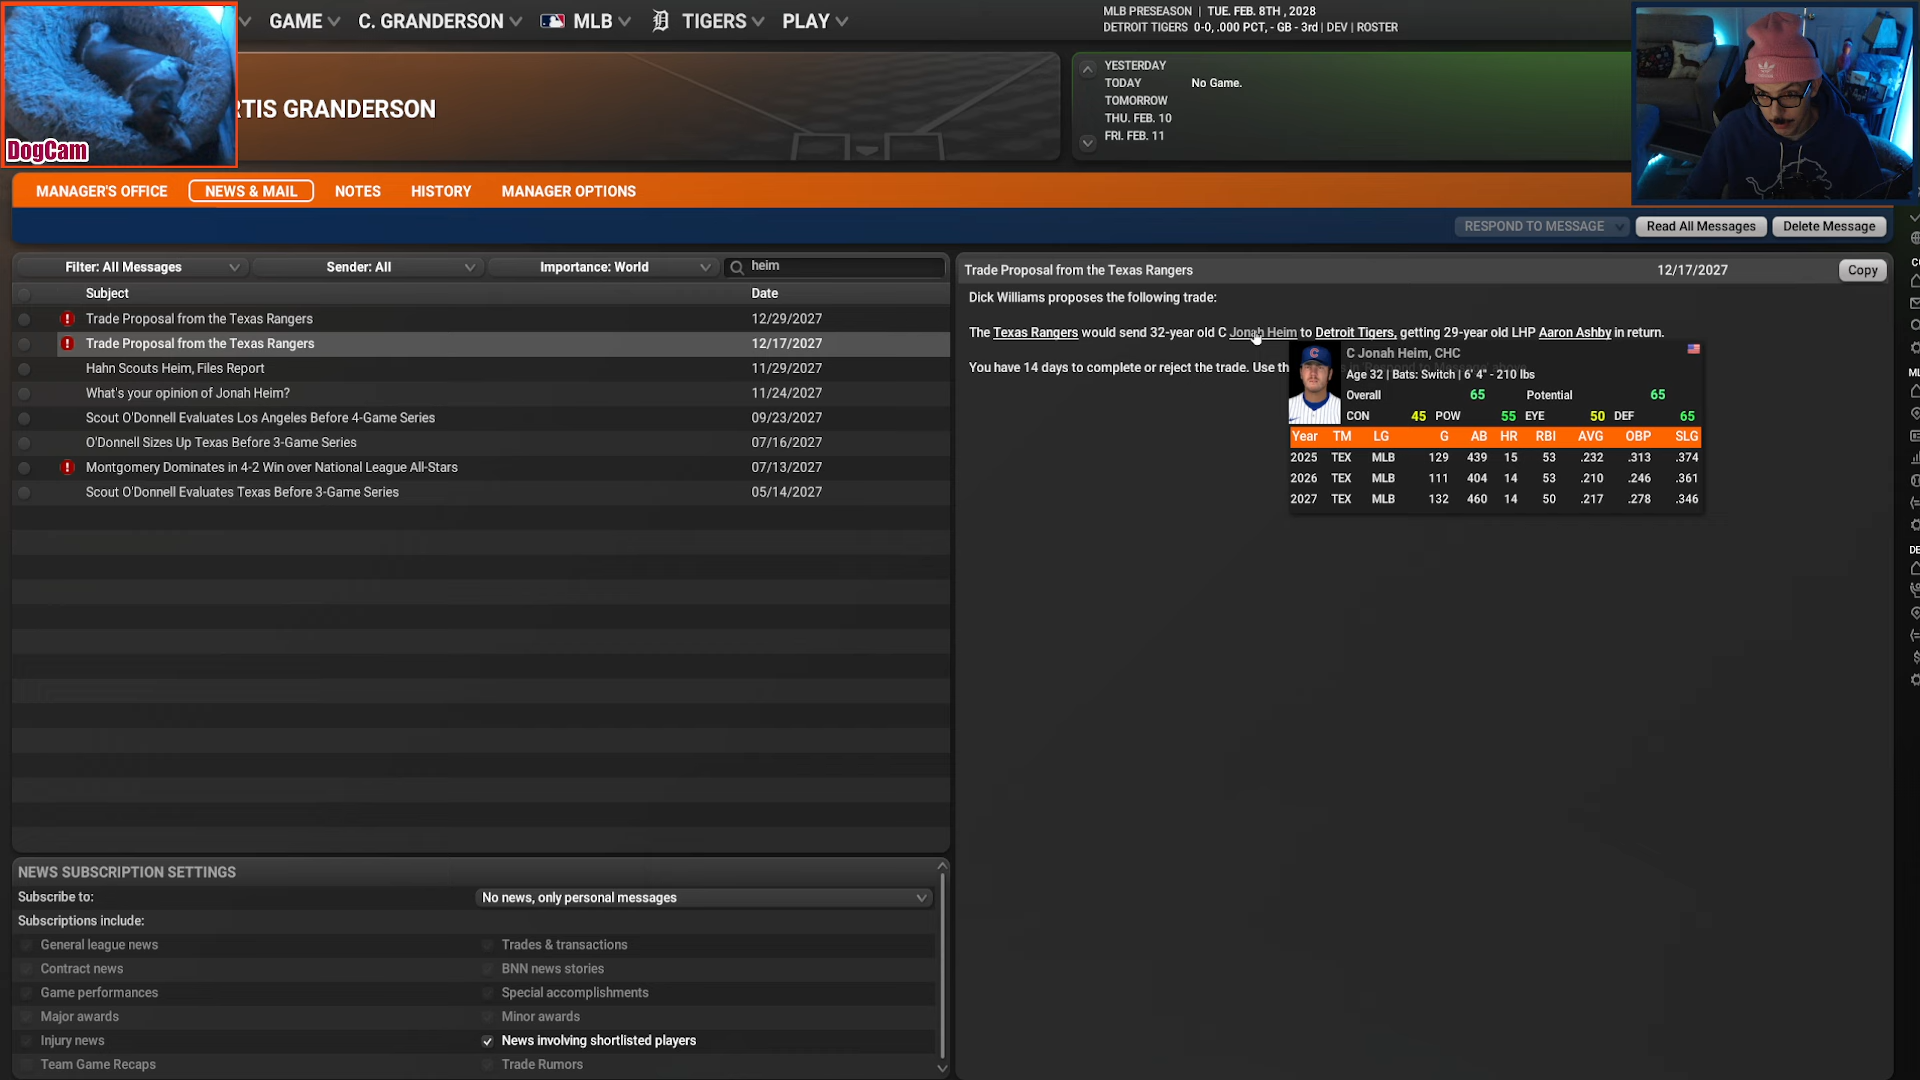 GAME
C. GRANDERSON
MLB
TIGERS
PLAY
MLB PRESEASON | TUE. FEB. 8TH , 2028
DETROIT TIGERS 0-0, .000 PCT, - GB - 3rd | DEV | ROSTER
TIS GRANDERSON
DogCam
YESTERDAY
TODAY No Game.
TOMORROW
THU. FEB. 10
FRI. FEB. 11
MANAGER'S OFFICE NEWS & MAIL NOTES HISTORY MANAGER OPTIONS
RESPOND TO MESSAGE Read All Messages Delete Message
Filter: All Messages Sender: All Importance: World heim
Subject Date
Trade Proposal from the Texas Rangers 12/29/2027
Trade Proposal from the Texas Rangers 12/17/2027
Hahn Scouts Heim, Files Report 11/29/2027
What's your opinion of Jonah Heim? 11/24/2027
Scout O'Donnell Evaluates Los Angeles Before 4-Game Series 09/23/2027
O'Donnell Sizes Up Texas Before 3-Game Series 07/16/2027
Montgomery Dominates in 4-2 Win over National League All-Stars 07/13/2027
Scout O'Donnell Evaluates Texas Before 3-Game Series 05/14/2027
Trade Proposal from the Texas Rangers 12/17/2027 Copy
Dick Williams proposes the following trade:
The Texas Rangers would send 32-year old C Jonah Heim to Detroit Tigers, getting 29-year old LHP Aaron Ashby in return.
You have 14 days to complete or reject the trade. Use th
C Jonah Heim, CHC
Age 32 | Bats: Switch | 6' 4" - 210 lbs
Overall 65 Potential 65
CON 45 POW 55 EYE 50 DEF 65
Year TM LG G AB HR RBI AVG OBP SLG
2025 TEX MLB 129 439 15 53 .232 .313 .374
2026 TEX MLB 111 404 14 53 .210 .246 .361
2027 TEX MLB 132 460 14 50 .217 .278 .346
NEWS SUBSCRIPTION SETTINGS
Subscribe to: No news, only personal messages
Subscriptions include:
General league news Trades & transactions
Contract news BNN news stories
Game performances Special accomplishments
Major awards Minor awards
Injury news News involving shortlisted players
Team Game Recaps Trade Rumors